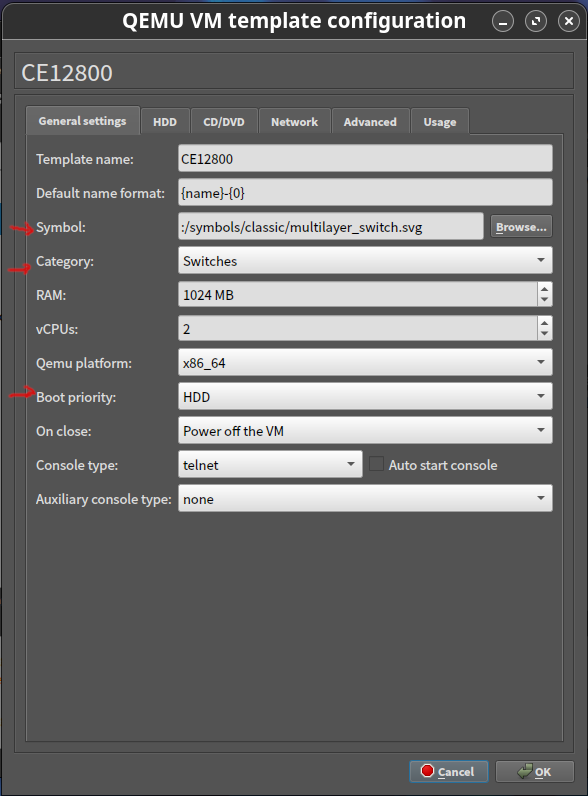 QEMU VM template configuration
CE12800
General settings HDD CD/DVD Network Advanced Usage
Template name: CE12800
Default name format: {name}-{0}
Symbol: :/symbols/classic/multilayer_switch.svg Browse...
Category: Switches
RAM: 1024 MB
vCPUs: 2
Qemu platform: x86_64
Boot priority: HDD
On close: Power off the VM
Console type: telnet Auto start console
Auxiliary console type: none
Cancel OK